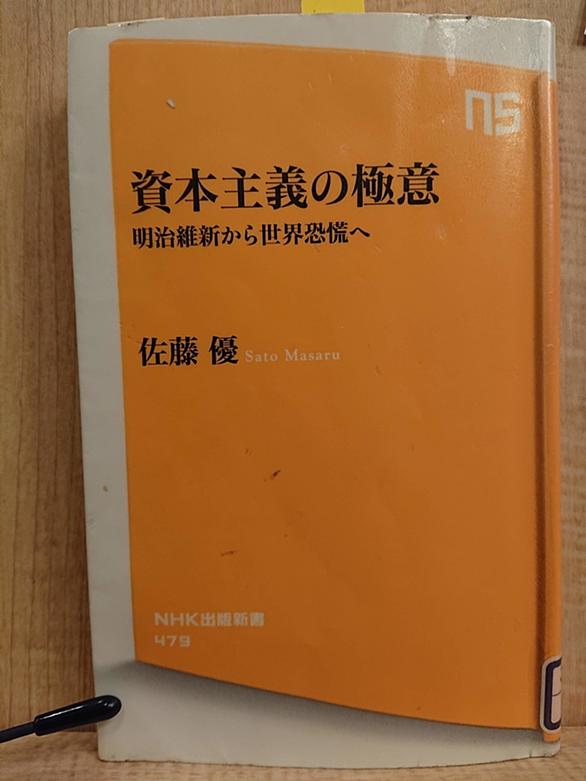 NS
資本主義の極意
明治維新から世界恐慌へ
佐藤 優 Sato Masaru
NHK出版新書
479